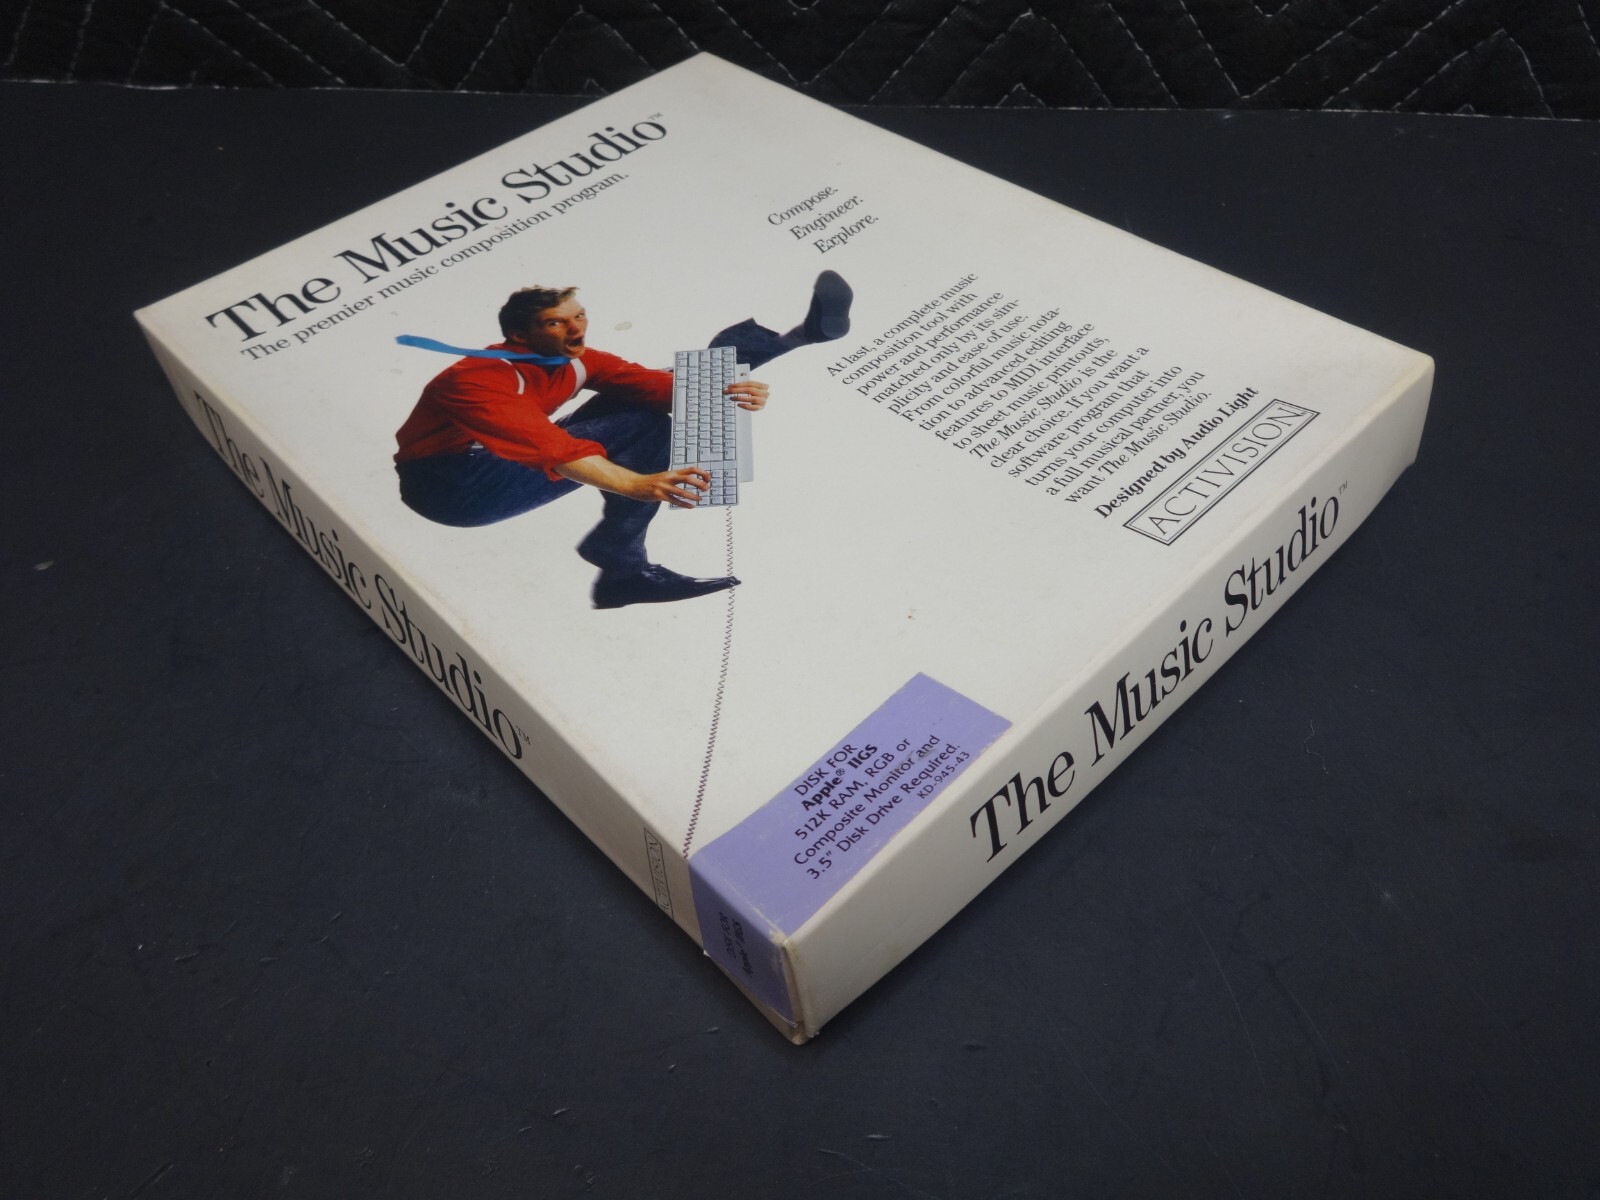 The Music Studio™
The premier music composition program.
Compose.
Engineer.
Explore.
At last, a complete music
composition tool with
power and performance
matched only by its sim-
plicity and ease of use.
From colorful music nota-
tion to advanced editing
features to MIDI interface
to sheet music printouts,
The Music Studio is the
clear choice. If you want a
software program that
turns your computer into
a full musical partner, you
want The Music Studio.
Designed by Audio Light
ACTIVISION
DISK FOR
Apple® IIGS
512K RAM, RGB or
Composite Monitor and
3.5" Disk Drive Required.
KD-945-43
The Music Studio™
ACTIVISION
DISK FOR
Apple® IIGS
The Music Studio™